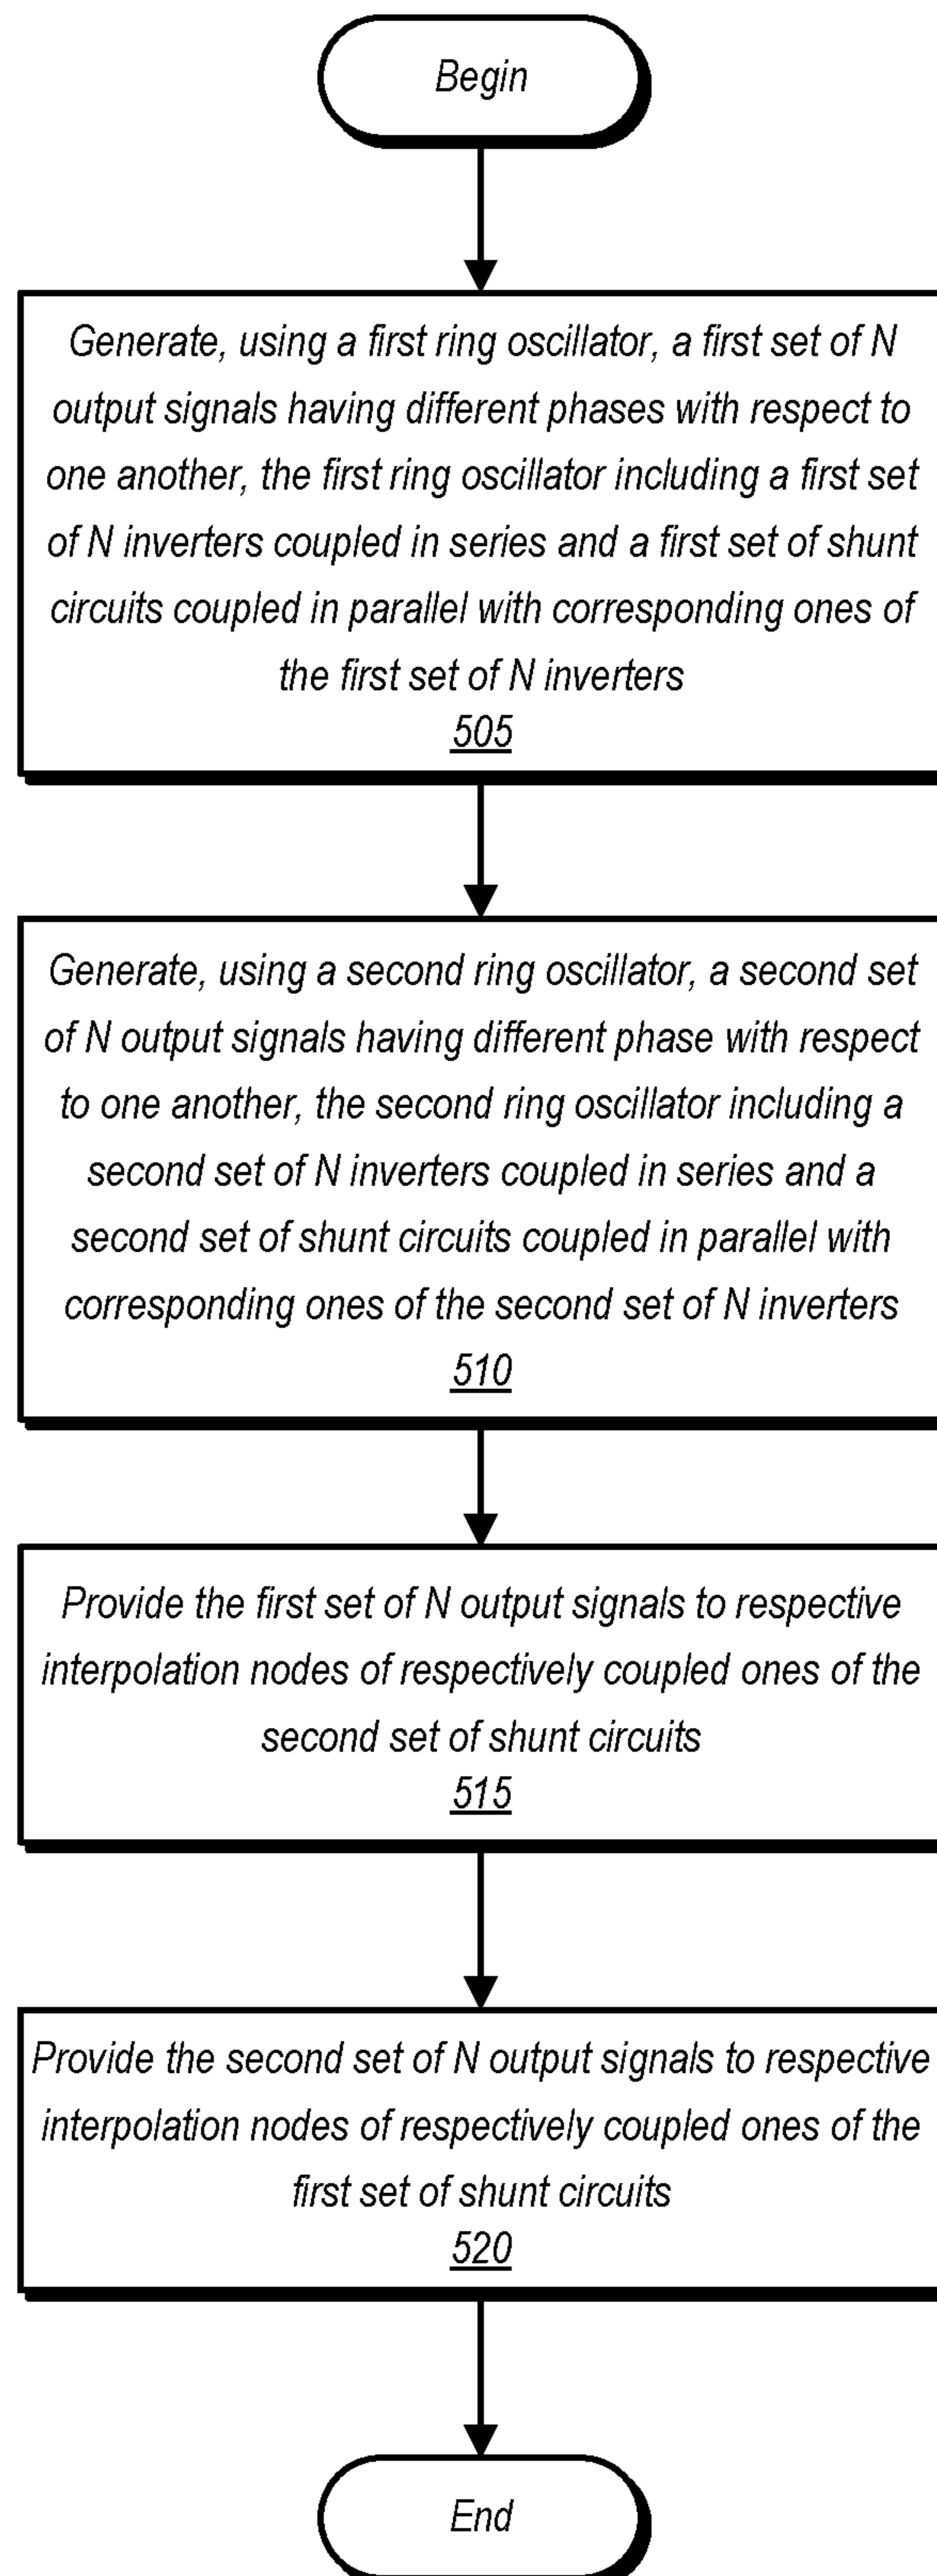 Begin
Generate, using a first ring oscillator, a first set of N
output signals having different phases with respect to
one another, the first ring oscillator including a first set
of N inverters coupled in series and a first set of shunt
circuits coupled in parallel with corresponding ones of
the first set of N inverters
505
Generate, using a second ring oscillator, a second set
of N output signals having different phase with respect
to one another, the second ring oscillator including a
second set of N inverters coupled in series and a
second set of shunt circuits coupled in parallel with
corresponding ones of the second set of N inverters
510
Provide the first set of N output signals to respective
interpolation nodes of respectively coupled ones of the
second set of shunt circuits
515
Provide the second set of N output signals to respective
interpolation nodes of respectively coupled ones of the
first set of shunt circuits
520
End